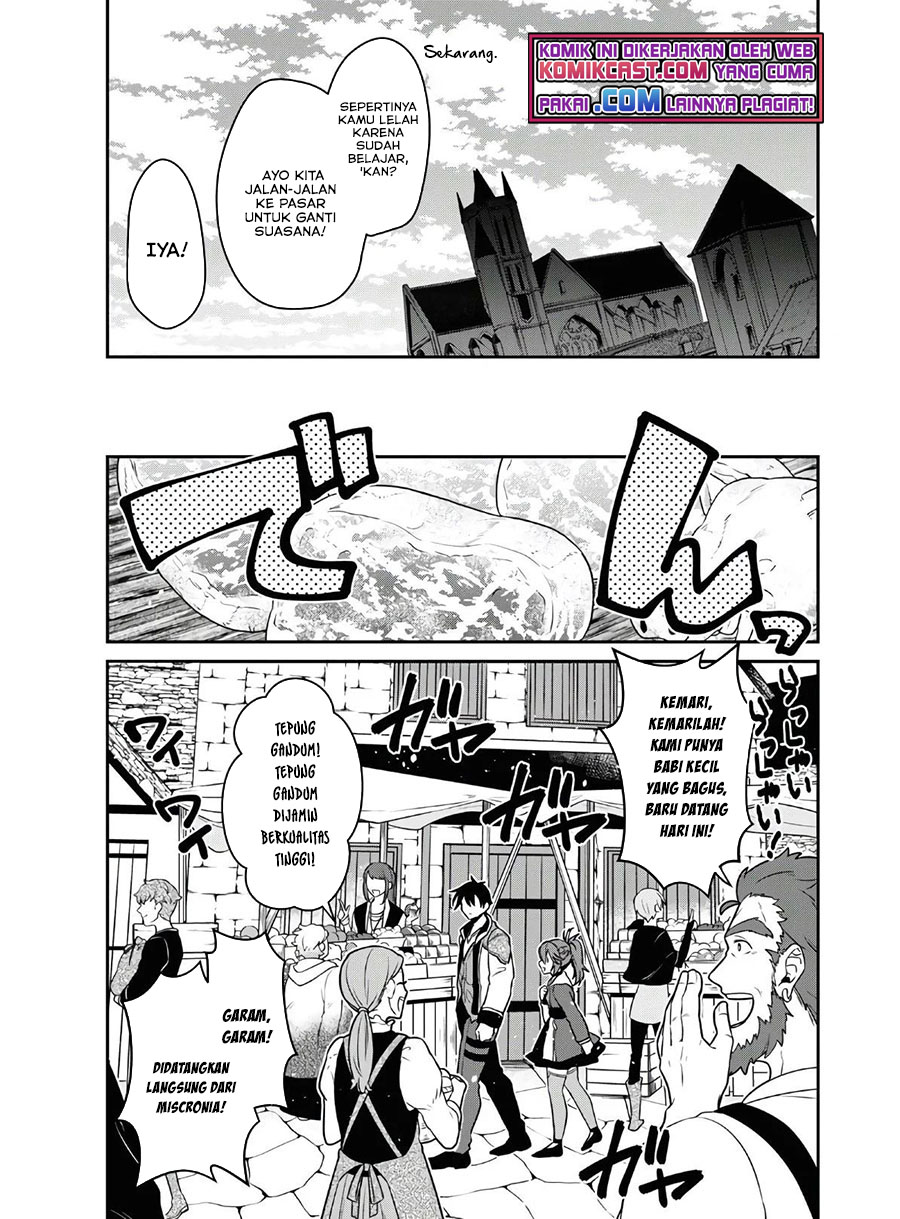 Sekarang.
KOMIK INI DIKERJAKAN OLEH WEB
KOMIKCAST.COM YANG CUMA
PAKAI .COM LAINNYA PLAGIAT!
SEPERTINYA
KAMU LELAH
KARENA
SUDAH
BELAJAR,
'KAN?
AYO KITA
JALAN-JALAN
KE PASAR
UNTUK GANTI
SUASANA!
IYA!
でんッ
KEMARI,
KEMARILAH!
KAMI PUNYA
BABI KECIL
YANG BAGUS,
BARU DATANG
HARI INI!
いらっしゃい
いらっしゃい!
ガヤ
ガヤ
TEPUNG
GANDUM!
TEPUNG
GANDUM
DIJAMIN
BERKUALITAS
TINGGI!
ワイ
ワイ
GARAM,
GARAM!
DIDATANGKAN
LANGSUNG DARI
MISCRONIA!